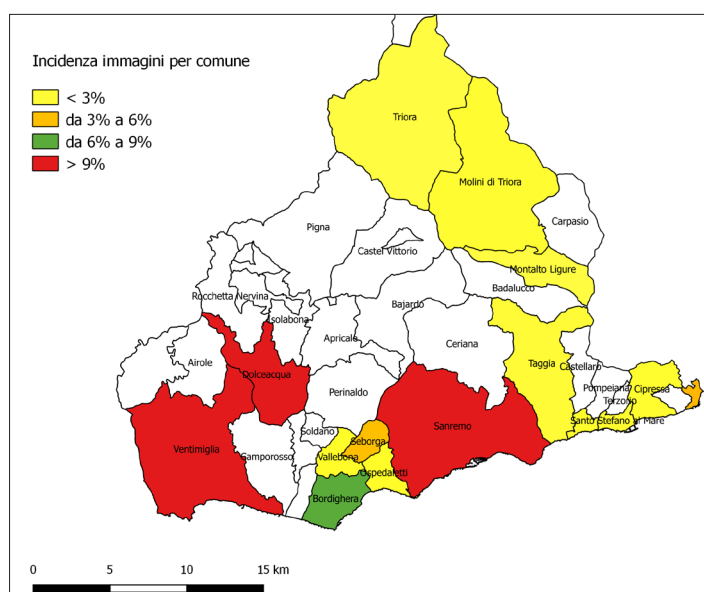 Incidenza immagini per comune
< 3%
da 3% a 6%
da 6% a 9%
> 9%
Triora
Molini di Triora
Carpasio
Pigna
Castel Vittorio
Montalto Ligure
Badalucco
Rocchetta Nervina
Isolabona
Bajardo
Apricale
Ceriana
Airole
Taggia
Castellaro
Dolceacqua
Pompeiana
Cipressa
Perinaldo
Terzorio
Santo Stefano al Mare
Sanremo
Soldano
Seborga
Ventimiglia
Camporosso
Vallebona
Ospedaletti
Bordighera
0 5 10 15 km